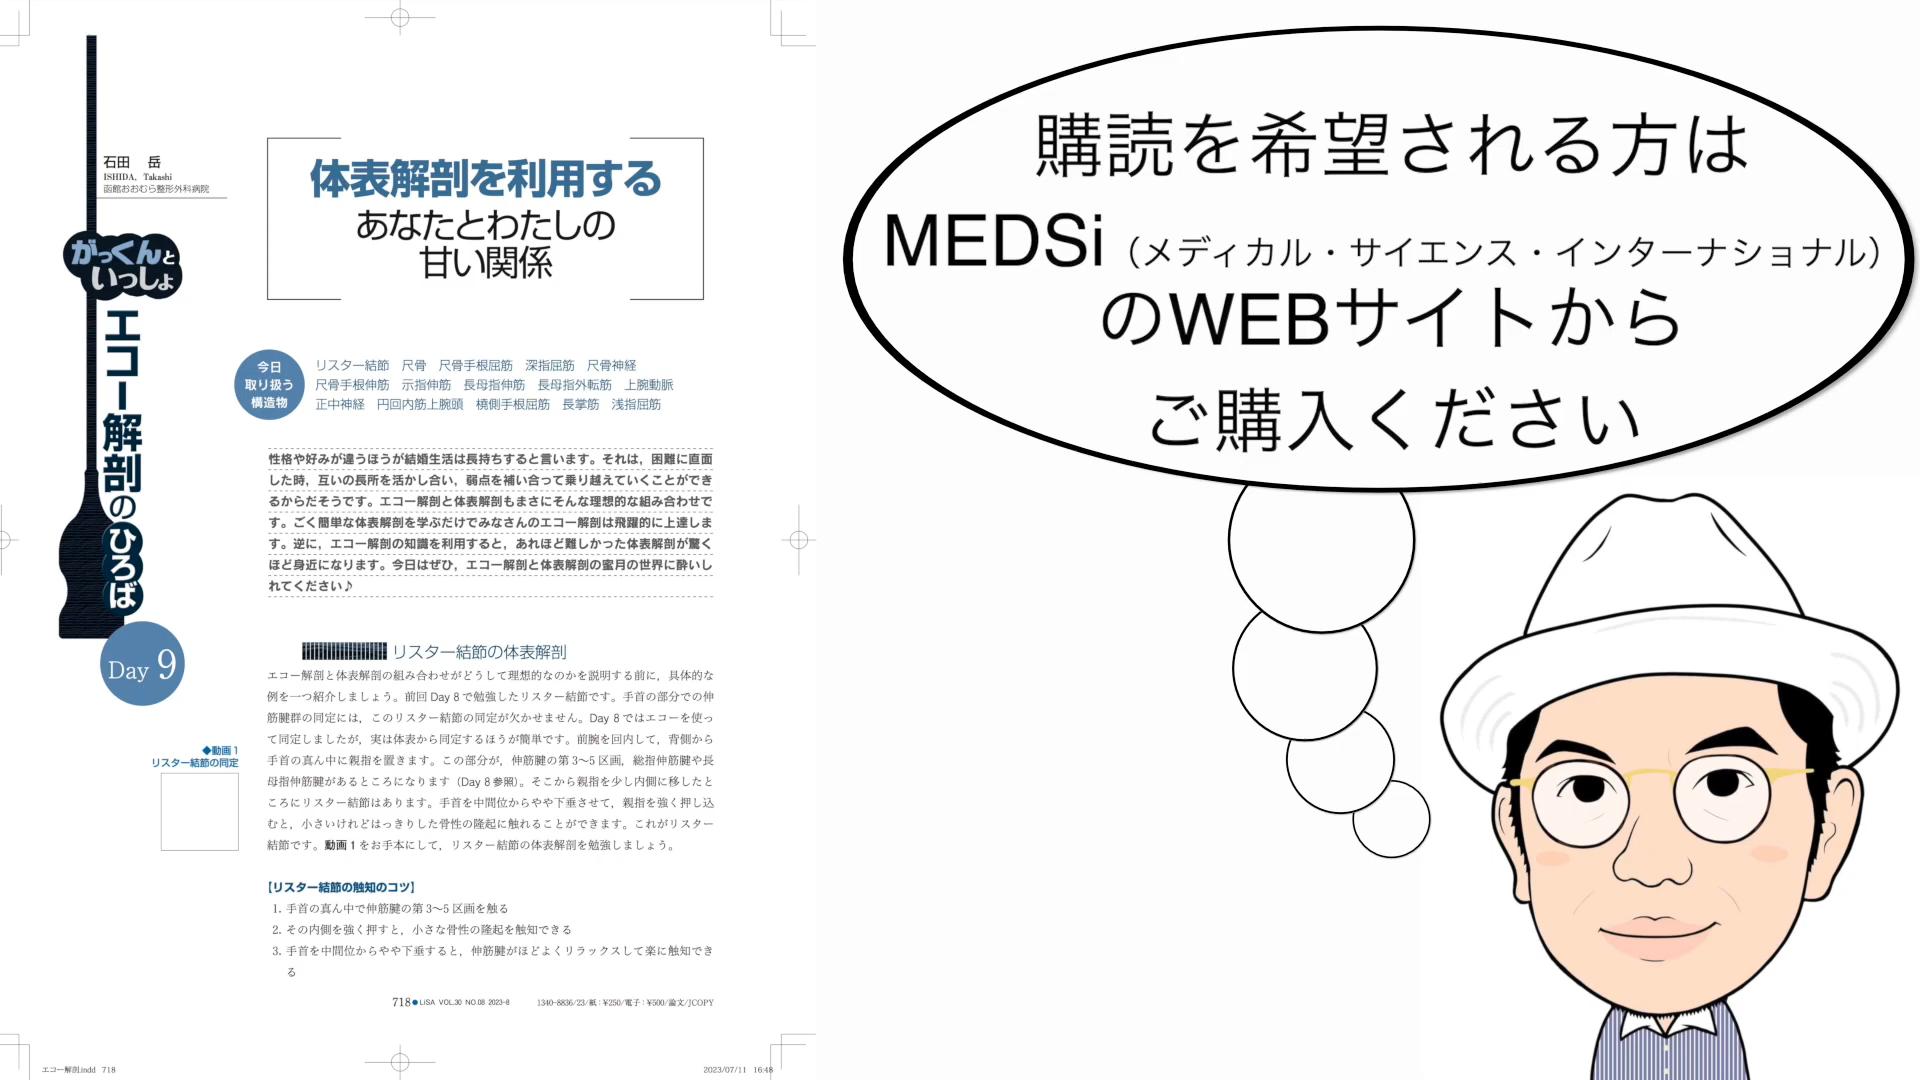 石田 岳
ISHIDA, Takashi
函館おおむら整形外科病院
がっくんと
いっしょ
エコー解剖のひろば
Day 9
体表解剖を利用する
あなたとわたしの
甘い関係
今日
取り扱う
構造物
リスター結節 尺骨 尺骨手根屈筋 深指屈筋 尺骨神経
尺骨手根伸筋 示指伸筋 長母指伸筋 長母指外転筋 上腕動脈
正中神経 円回内筋上腕頭 橈側手根屈筋 長掌筋 浅指屈筋
性格や好みが違うほうが結婚生活は長持ちすると言います。それは，困難に直面
した時，互いの長所を活かし合い，弱点を補い合って乗り越えていくことができ
るからだそうです。エコー解剖と体表解剖もまさにそんな理想的な組み合わせで
す。ごく簡単な体表解剖を学ぶだけでみなさんのエコー解剖は飛躍的に上達しま
す。逆に，エコー解剖の知識を利用すると，あれほど難しかった体表解剖が驚く
ほど身近になります。今日はぜひ，エコー解剖と体表解剖の蜜月の世界に酔いし
れてください♪
リスター結節の体表解剖
エコー解剖と体表解剖の組み合わせがどうして理想的なのかを説明する前に，具体的な
例を一つ紹介しましょう。前回 Day 8 で勉強したリスター結節です。手首の部分での伸
筋腱群の同定には，このリスター結節の同定が欠かせません。Day 8 ではエコーを使っ
て同定しましたが，実は体表から同定するほうが簡単です。前腕を回内して，背側から
手首の真ん中に親指を置きます。この部分が，伸筋腱の第 3〜5 区画，総指伸筋腱や長
母指伸筋腱があるところになります（Day 8 参照）。そこから親指を少し内側に移したと
ころにリスター結節はあります。手首を中間位からやや下垂させて，親指を強く押し込
むと，小さいけれどはっきりした骨性の隆起に触れることができます。これがリスター
結節です。動画 1 をお手本にして，リスター結節の体表解剖を勉強しましょう。
◆動画 1
リスター結節の同定
【リスター結節の触知のコツ】
1. 手首の真ん中で伸筋腱の第 3〜5 区画を触る
2. その内側を強く押すと，小さな骨性の隆起を触知できる
3. 手首を中間位からやや下垂すると，伸筋腱がほどよくリラックスして楽に触知でき
る
718●LiSA VOL.30 NO.08 2023-8 1340-8836/23/紙：¥250/電子：¥500/論文/JCOPY
エコー解剖.indd 718 2023/07/11 16:48
購読を希望される方は
MEDSi（メディカル・サイエンス・インターナショナル）
のWEBサイトから
ご購入ください